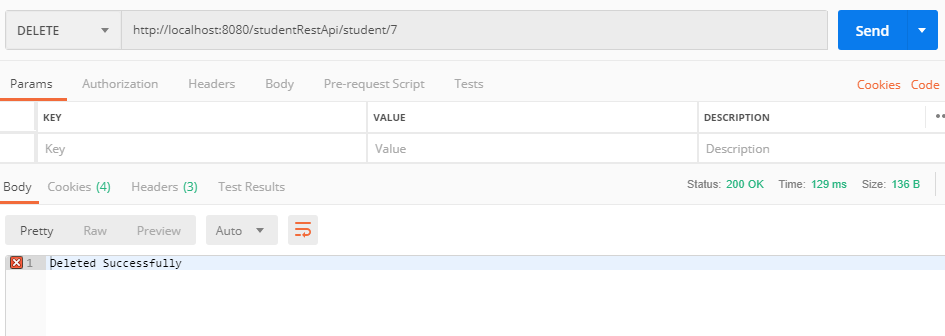 DELETE http://localhost:8080/studentRestApi/student/7 Send
Params Authorization Headers Body Pre-request Script Tests Cookies Code
KEY VALUE DESCRIPTION
Key Value Description
Body Cookies (4) Headers (3) Test Results Status: 200 OK Time: 129 ms Size: 136 B
Pretty Raw Preview Auto
1 Deleted Successfully